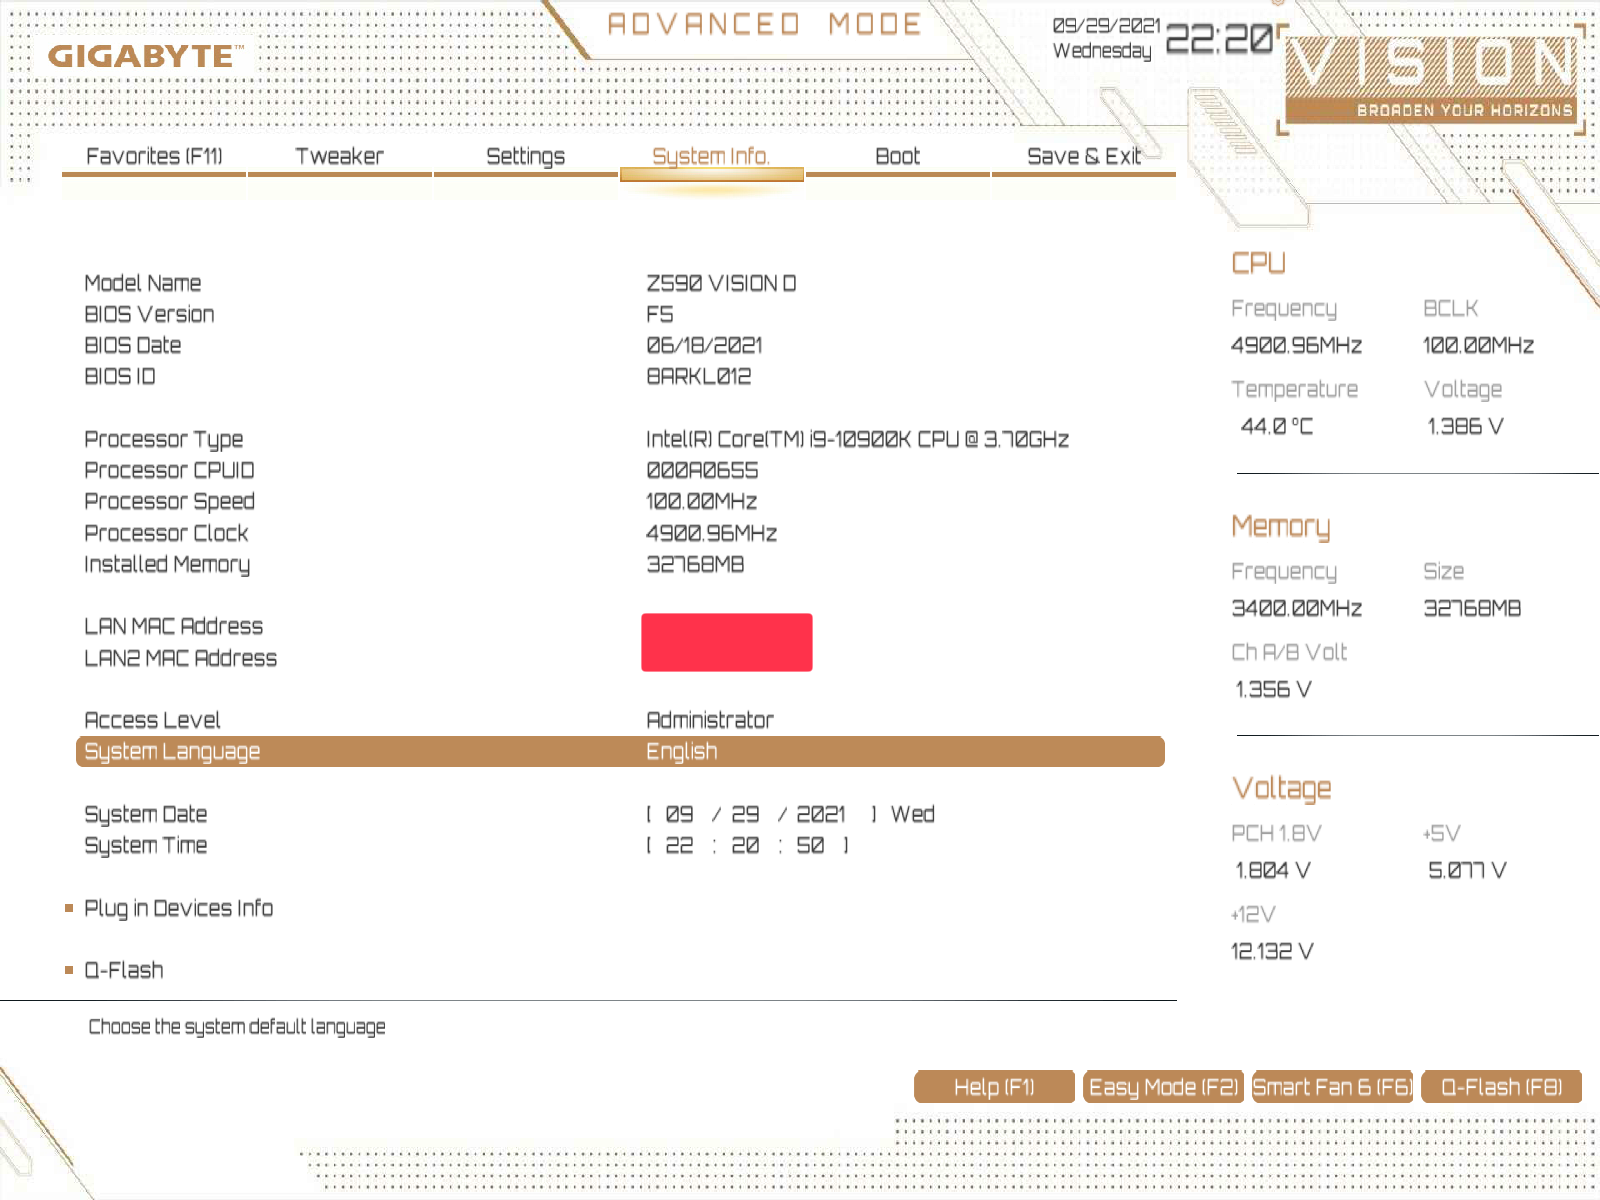 GIGABYTE™
ADVANCED MODE
09/29/2021
Wednesday
22:20
VISION
BROADEN YOUR HORIZONS
Favorites (F11) Tweaker Settings System Info. Boot Save & Exit
Model Name Z590 VISION D
BIOS Version F5
BIOS Date 06/18/2021
BIOS ID 8ARKL012
Processor Type Intel(R) Core(TM) i9-10900K CPU @ 3.70GHz
Processor CPUID 000A0655
Processor Speed 100.00MHz
Processor Clock 4900.96MHz
Installed Memory 32768MB
LAN MAC Address
LAN2 MAC Address
Access Level Administrator
System Language English
System Date [ 09 / 29 / 2021 ] Wed
System Time [ 22 : 20 : 50 ]
Plug in Devices Info
Q-Flash
Choose the system default language
CPU
Frequency BCLK
4900.96MHz 100.00MHz
Temperature Voltage
44.0 °C 1.386 V
Memory
Frequency Size
3400.00MHz 32768MB
Ch A/B Volt
1.356 V
Voltage
PCH 1.8V +5V
1.804 V 5.077 V
+12V
12.132 V
Help (F1) Easy Mode (F2) Smart Fan 6 (F6) Q-Flash (F8)